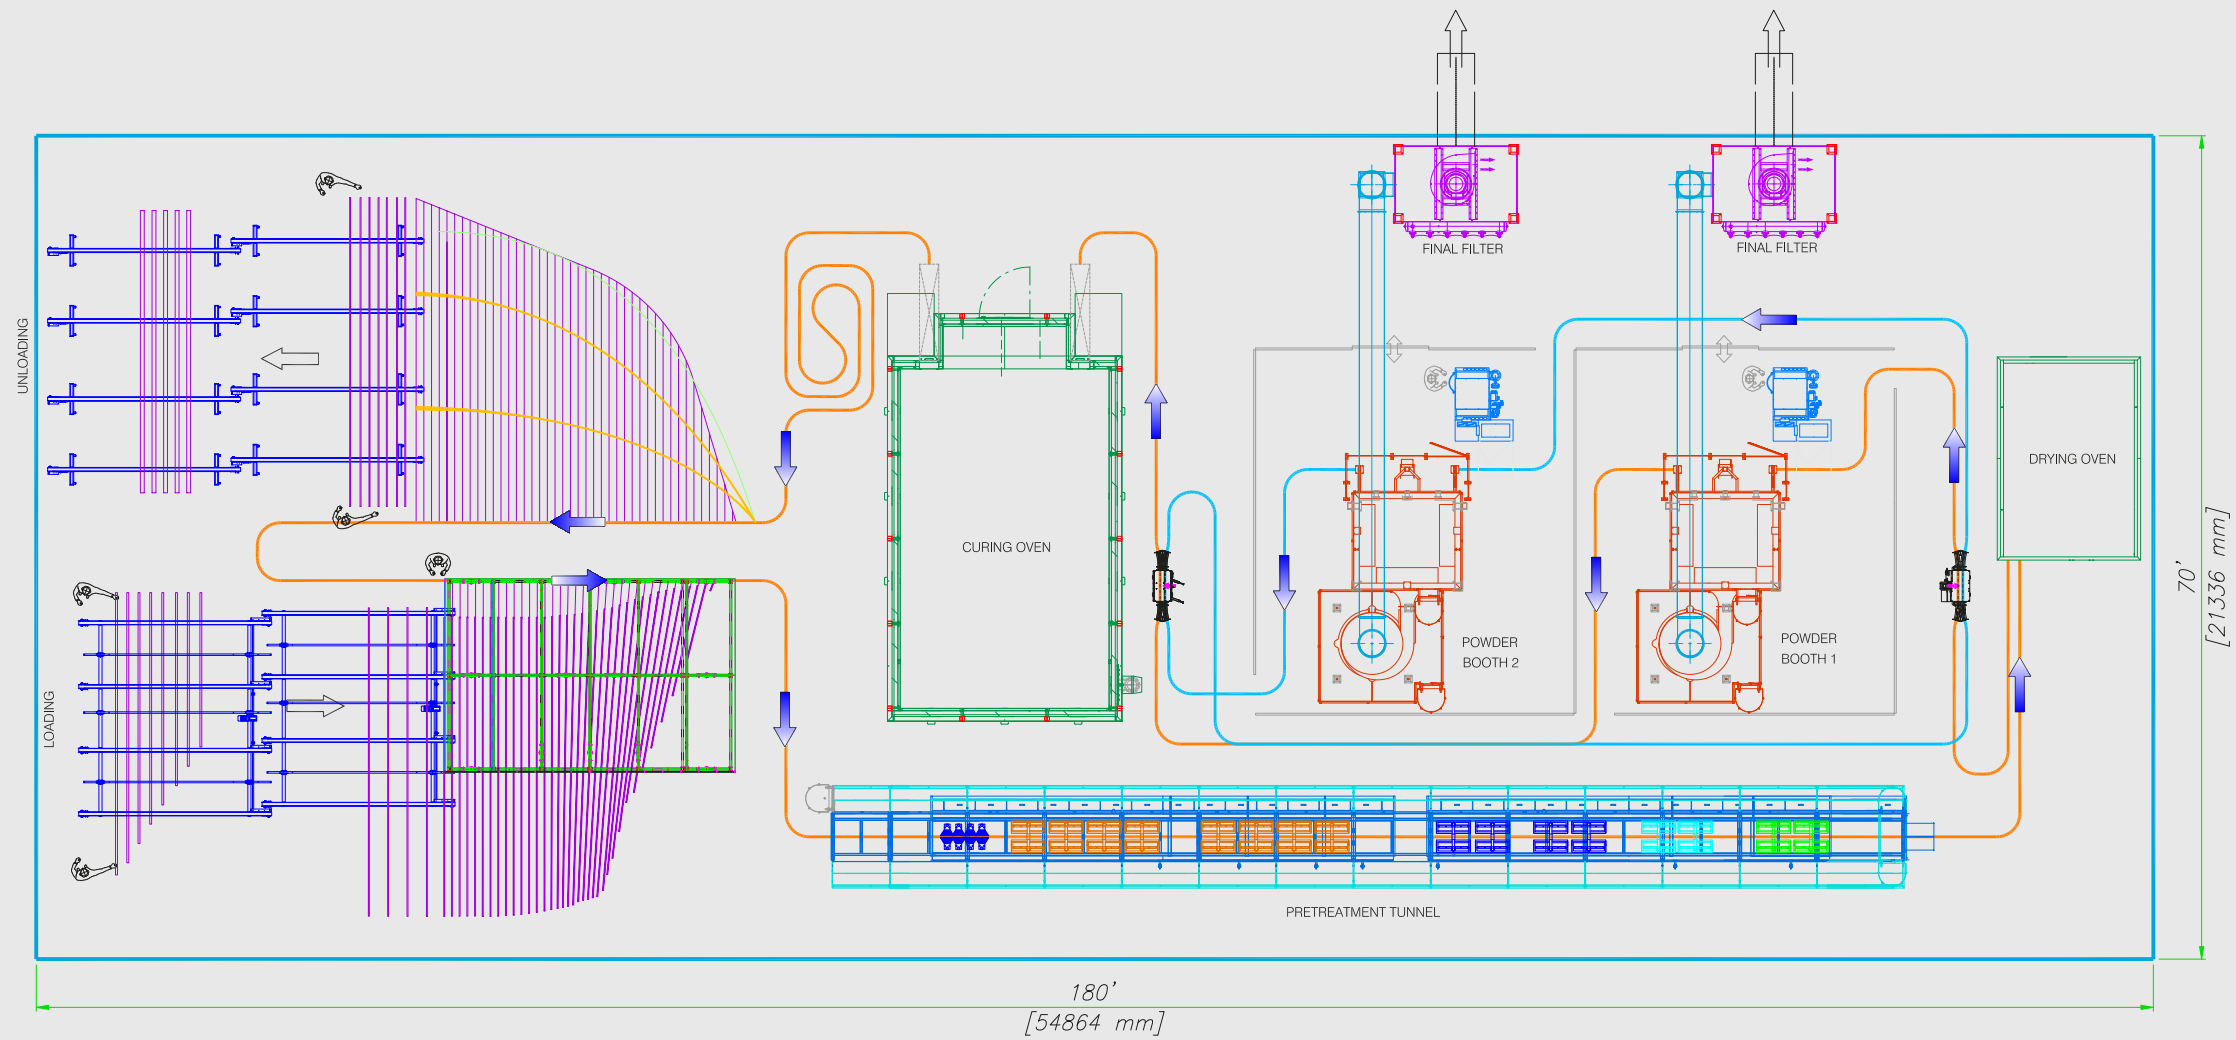 FINAL FILTER
FINAL FILTER
UNLOADING
DRYING OVEN
CURING OVEN
POWDER
BOOTH 2
POWDER
BOOTH 1
LOADING
PRETREATMENT TUNNEL
70'
[21336 mm]
180'
[54864 mm]